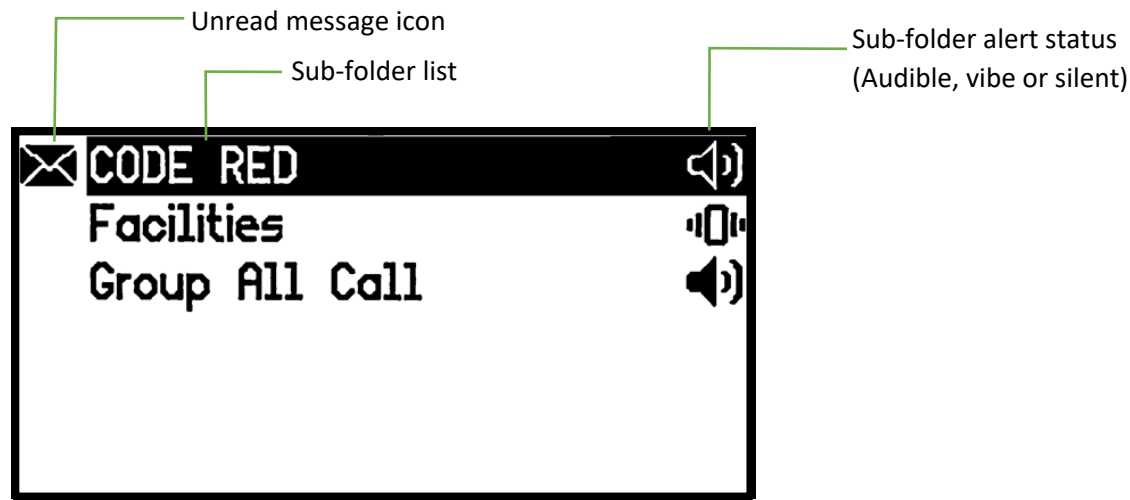 Unread message icon
Sub-folder list
Sub-folder alert status
(Audible, vibe or silent)
CODE RED
Facilities
Group All Call